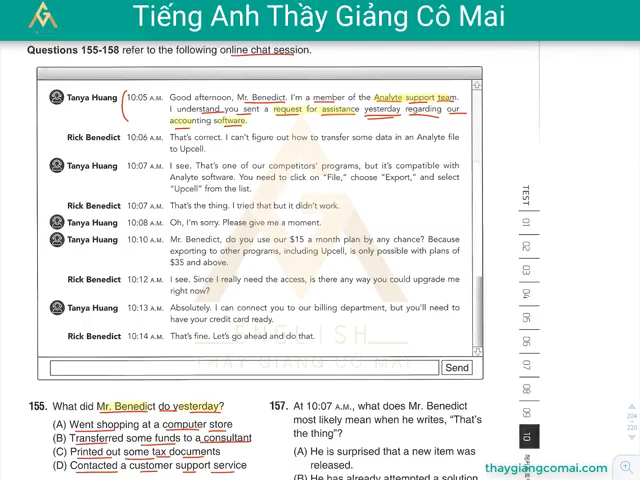 Tiếng Anh Thầy Giảng Cô Mai
Questions 155-158 refer to the following online chat session.
Tanya Huang 10:05 A.M. Good afternoon, Mr. Benedict. I'm a member of the Analyte support team.
I understand you sent a request for assistance yesterday regarding our
accounting software.
Rick Benedict 10:06 A.M. That's correct. I can't figure out how to transfer some data in an Analyte file
to Upcell.
Tanya Huang 10:07 A.M. I see. That's one of our competitors' programs, but it's compatible with
Analyte software. You need to click on "File," choose "Export," and select
"Upcell" from the list.
Rick Benedict 10:07 A.M. That's the thing. I tried that but it didn't work.
Tanya Huang 10:08 A.M. Oh, I'm sorry. Please give me a moment.
Tanya Huang 10:10 A.M. Mr. Benedict, do you use our $15 a month plan by any chance? Because
exporting to other programs, including Upcell, is only possible with plans of
$35 and above.
Rick Benedict 10:12 A.M. I see. Since I really need the access, is there any way you could upgrade me
right now?
Tanya Huang 10:13 A.M. Absolutely. I can connect you to our billing department, but you'll need to
have your credit card ready.
Rick Benedict 10:14 A.M. That's fine. Let's go ahead and do that.
ENGLISH
THẦY GIẢNG CÔ MAI
Send
155. What did Mr. Benedict do yesterday?
(A) Went shopping at a computer store
(B) Transferred some funds to a consultant
(C) Printed out some tax documents
(D) Contacted a customer support service
157. At 10:07 A.M., what does Mr. Benedict
most likely mean when he writes, "That's
the thing"?
(A) He is surprised that a new item was
released.
(B) He has already attempted a solution
TEST
01
02
03
04
05
06
07
08
09
10
204
220
thaygiangcomai.com